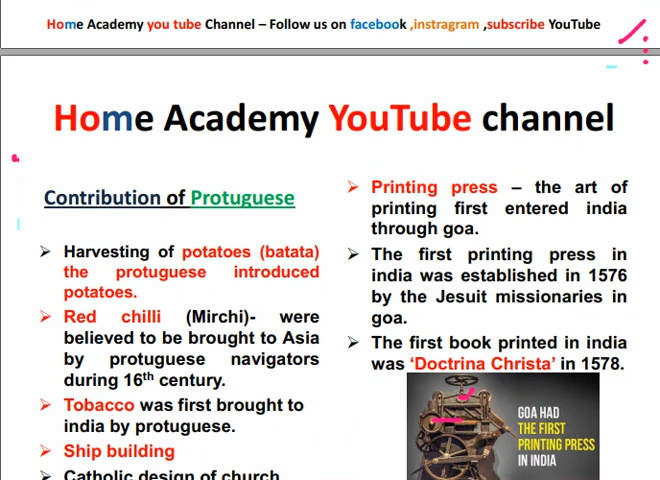 Home Academy you tube Channel – Follow us on facebook ,instragram ,subscribe YouTube
Home Academy YouTube channel
Contribution of Protuguese
➢ Harvesting of potatoes (batata)
the protuguese introduced
potatoes.
➢ Red chilli (Mirchi)- were
believed to be brought to Asia
by protuguese navigators
during 16th century.
➢ Tobacco was first brought to
india by protuguese.
➢ Ship building
➢ Catholic design of church
➢ Printing press – the art of
printing first entered india
through goa.
➢ The first printing press in
india was established in 1576
by the Jesuit missionaries in
goa.
➢ The first book printed in india
was ‘Doctrina Christa’ in 1578.
GOA HAD
THE FIRST
PRINTING PRESS
IN INDIA